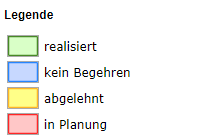 Legende
realisiert
kein Begehren
abgelehnt
in Planung